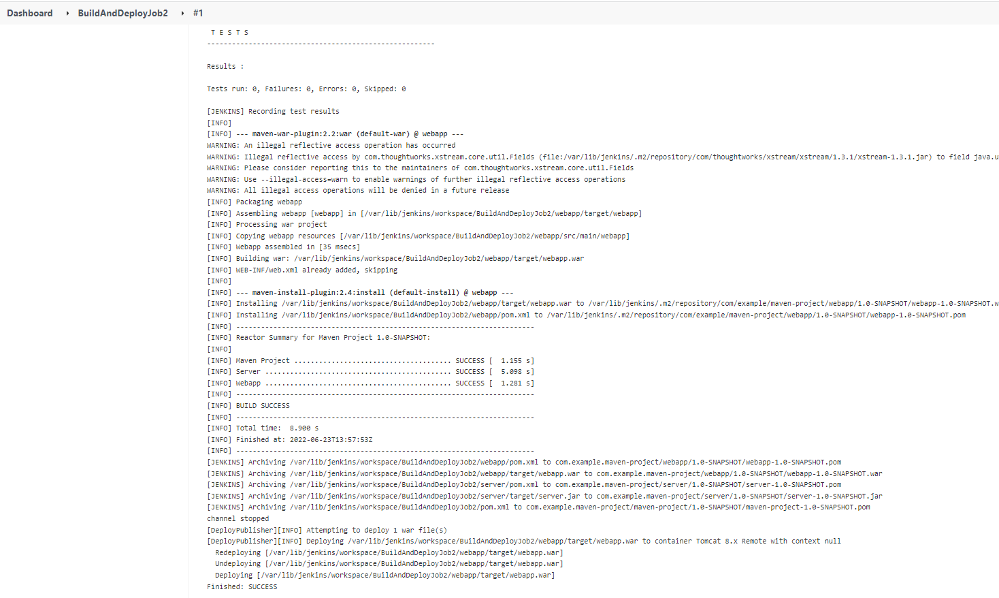 Dashboard ▸ BuildAndDeployJob2 ▸ #1
T E S T S
-------------------------------------------------------
Results :
Tests run: 0, Failures: 0, Errors: 0, Skipped: 0
[JENKINS] Recording test results
[INFO]
[INFO] --- maven-war-plugin:2.2:war (default-war) @ webapp ---
WARNING: An illegal reflective access operation has occurred
WARNING: Illegal reflective access by com.thoughtworks.xstream.core.util.Fields (file:/var/lib/jenkins/.m2/repository/com/thoughtworks/xstream/xstream/1.3.1/xstream-1.3.1.jar) to field java.u
WARNING: Please consider reporting this to the maintainers of com.thoughtworks.xstream.core.util.Fields
WARNING: Use --illegal-access=warn to enable warnings of further illegal reflective access operations
WARNING: All illegal access operations will be denied in a future release
[INFO] Packaging webapp
[INFO] Assembling webapp [webapp] in [/var/lib/jenkins/workspace/BuildAndDeployJob2/webapp/target/webapp]
[INFO] Processing war project
[INFO] Copying webapp resources [/var/lib/jenkins/workspace/BuildAndDeployJob2/webapp/src/main/webapp]
[INFO] Webapp assembled in [35 msecs]
[INFO] Building war: /var/lib/jenkins/workspace/BuildAndDeployJob2/webapp/target/webapp.war
[INFO] WEB-INF/web.xml already added, skipping
[INFO]
[INFO] --- maven-install-plugin:2.4:install (default-install) @ webapp ---
[INFO] Installing /var/lib/jenkins/workspace/BuildAndDeployJob2/webapp/target/webapp.war to /var/lib/jenkins/.m2/repository/com/example/maven-project/webapp/1.0-SNAPSHOT/webapp-1.0-SNAPSHOT.w
[INFO] Installing /var/lib/jenkins/workspace/BuildAndDeployJob2/webapp/pom.xml to /var/lib/jenkins/.m2/repository/com/example/maven-project/webapp/1.0-SNAPSHOT/webapp-1.0-SNAPSHOT.pom
[INFO] ------------------------------------------------------------------------
[INFO] Reactor Summary for Maven Project 1.0-SNAPSHOT:
[INFO]
[INFO] Maven Project ...................................... SUCCESS [  1.155 s]
[INFO] Server ............................................. SUCCESS [  5.098 s]
[INFO] Webapp ............................................. SUCCESS [  1.281 s]
[INFO] ------------------------------------------------------------------------
[INFO] BUILD SUCCESS
[INFO] ------------------------------------------------------------------------
[INFO] Total time:  8.900 s
[INFO] Finished at: 2022-06-23T13:57:53Z
[INFO] ------------------------------------------------------------------------
[JENKINS] Archiving /var/lib/jenkins/workspace/BuildAndDeployJob2/webapp/pom.xml to com.example.maven-project/webapp/1.0-SNAPSHOT/webapp-1.0-SNAPSHOT.pom
[JENKINS] Archiving /var/lib/jenkins/workspace/BuildAndDeployJob2/webapp/target/webapp.war to com.example.maven-project/webapp/1.0-SNAPSHOT/webapp-1.0-SNAPSHOT.war
[JENKINS] Archiving /var/lib/jenkins/workspace/BuildAndDeployJob2/server/pom.xml to com.example.maven-project/server/1.0-SNAPSHOT/server-1.0-SNAPSHOT.pom
[JENKINS] Archiving /var/lib/jenkins/workspace/BuildAndDeployJob2/server/target/server.jar to com.example.maven-project/server/1.0-SNAPSHOT/server-1.0-SNAPSHOT.jar
[JENKINS] Archiving /var/lib/jenkins/workspace/BuildAndDeployJob2/pom.xml to com.example.maven-project/maven-project/1.0-SNAPSHOT/maven-project-1.0-SNAPSHOT.pom
channel stopped
[DeployPublisher][INFO] Attempting to deploy 1 war file(s)
[DeployPublisher][INFO] Deploying /var/lib/jenkins/workspace/BuildAndDeployJob2/webapp/target/webapp.war to container Tomcat 8.x Remote with context null
Redeploying [/var/lib/jenkins/workspace/BuildAndDeployJob2/webapp/target/webapp.war]
Undeploying [/var/lib/jenkins/workspace/BuildAndDeployJob2/webapp/target/webapp.war]
Deploying [/var/lib/jenkins/workspace/BuildAndDeployJob2/webapp/target/webapp.war]
Finished: SUCCESS